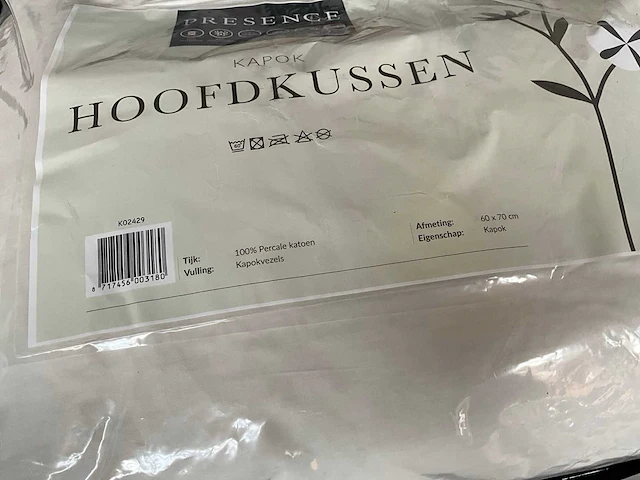 PRESENCE
KAPOK
HOOFDKUSSEN
K02429
8 717456 003180
Tijk: 100% Percale katoen
Vulling: Kapokvezels
Afmeting: 60 x 70 cm
Eigenschap: Kapok